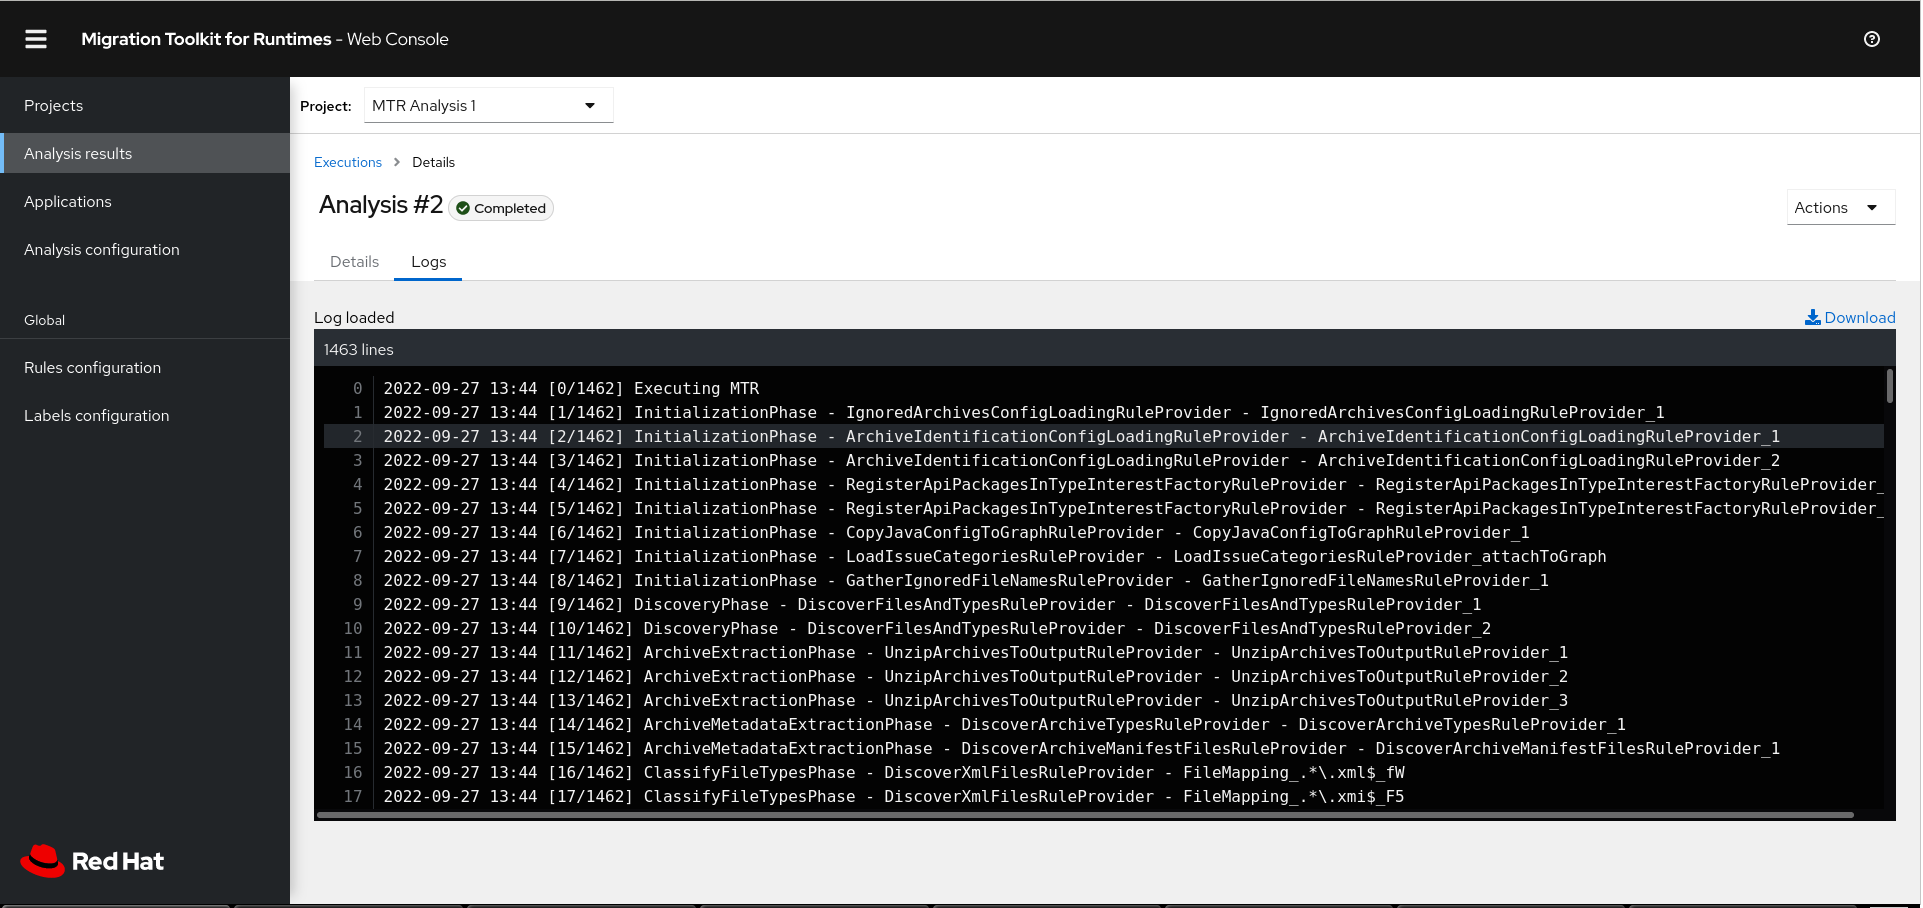 Migration Toolkit for Runtimes - Web Console
Projects
Analysis results
Applications
Analysis configuration
Global
Rules configuration
Labels configuration
Red Hat
Project: MTR Analysis 1
Executions > Details
Analysis #2 Completed
Actions
Details Logs
Log loaded Download
1463 lines
0 2022-09-27 13:44 [0/1462] Executing MTR
1 2022-09-27 13:44 [1/1462] InitializationPhase - IgnoredArchivesConfigLoadingRuleProvider - IgnoredArchivesConfigLoadingRuleProvider_1
2 2022-09-27 13:44 [2/1462] InitializationPhase - ArchiveIdentificationConfigLoadingRuleProvider - ArchiveIdentificationConfigLoadingRuleProvider_1
3 2022-09-27 13:44 [3/1462] InitializationPhase - ArchiveIdentificationConfigLoadingRuleProvider - ArchiveIdentificationConfigLoadingRuleProvider_2
4 2022-09-27 13:44 [4/1462] InitializationPhase - RegisterApiPackagesInTypeInterestFactoryRuleProvider - RegisterApiPackagesInTypeInterestFactoryRuleProvider_
5 2022-09-27 13:44 [5/1462] InitializationPhase - RegisterApiPackagesInTypeInterestFactoryRuleProvider - RegisterApiPackagesInTypeInterestFactoryRuleProvider_
6 2022-09-27 13:44 [6/1462] InitializationPhase - CopyJavaConfigToGraphRuleProvider - CopyJavaConfigToGraphRuleProvider_1
7 2022-09-27 13:44 [7/1462] InitializationPhase - LoadIssueCategoriesRuleProvider - LoadIssueCategoriesRuleProvider_attachToGraph
8 2022-09-27 13:44 [8/1462] InitializationPhase - GatherIgnoredFileNamesRuleProvider - GatherIgnoredFileNamesRuleProvider_1
9 2022-09-27 13:44 [9/1462] DiscoveryPhase - DiscoverFilesAndTypesRuleProvider - DiscoverFilesAndTypesRuleProvider_1
10 2022-09-27 13:44 [10/1462] DiscoveryPhase - DiscoverFilesAndTypesRuleProvider - DiscoverFilesAndTypesRuleProvider_2
11 2022-09-27 13:44 [11/1462] ArchiveExtractionPhase - UnzipArchivesToOutputRuleProvider - UnzipArchivesToOutputRuleProvider_1
12 2022-09-27 13:44 [12/1462] ArchiveExtractionPhase - UnzipArchivesToOutputRuleProvider - UnzipArchivesToOutputRuleProvider_2
13 2022-09-27 13:44 [13/1462] ArchiveExtractionPhase - UnzipArchivesToOutputRuleProvider - UnzipArchivesToOutputRuleProvider_3
14 2022-09-27 13:44 [14/1462] ArchiveMetadataExtractionPhase - DiscoverArchiveTypesRuleProvider - DiscoverArchiveTypesRuleProvider_1
15 2022-09-27 13:44 [15/1462] ArchiveMetadataExtractionPhase - DiscoverArchiveManifestFilesRuleProvider - DiscoverArchiveManifestFilesRuleProvider_1
16 2022-09-27 13:44 [16/1462] ClassifyFileTypesPhase - DiscoverXmlFilesRuleProvider - FileMapping_.*\.xml$_fW
17 2022-09-27 13:44 [17/1462] ClassifyFileTypesPhase - DiscoverXmlFilesRuleProvider - FileMapping_.*\.xmi$_F5